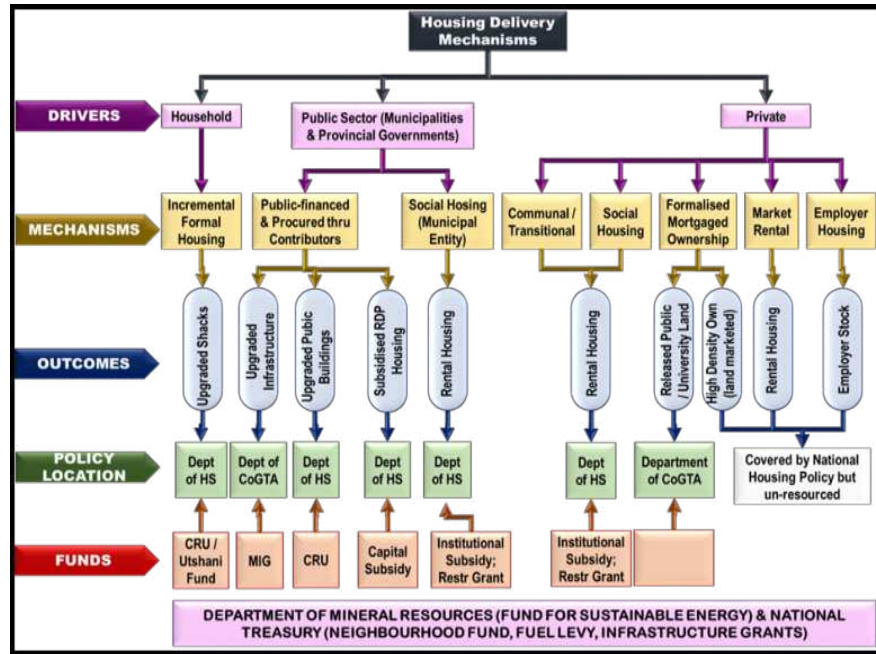 Housing Delivery
Mechanisms
DRIVERS
Household
Public Sector (Municipalities
& Provincial Governments)
Private
MECHANISMS
Incremental
Formal
Housing
Public-financed
& Procured thru
Contributors
Social Hosing
(Municipal
Entity)
Communal /
Transitional
Social
Housing
Formalised
Mortgaged
Ownership
Market
Rental
Employer
Housing
OUTCOMES
Upgraded Shacks
Upgraded
Infrastructure
Upgraded Pubic
Buildings
Subsidised RDP
Housing
Rental Housing
Rental Housing
Released Public
/ University Land
High Density Own
(land marketed)
Rental Housing
Employer Stock
POLICY
LOCATION
Dept
of HS
Dept of
CoGTA
Dept
of HS
Dept
of HS
Dept
of HS
Dept
of HS
Department
of CoGTA
Covered by National
Housing Policy but
un-resourced
FUNDS
CRU /
Utshani
Fund
MIG
CRU
Capital
Subsidy
Institutional
Subsidy;
Restr Grant
Institutional
Subsidy;
Restr Grant
DEPARTMENT OF MINERAL RESOURCES (FUND FOR SUSTAINABLE ENERGY) & NATIONAL
TREASURY (NEIGHBOURHOOD FUND, FUEL LEVY, INFRASTRUCTURE GRANTS)